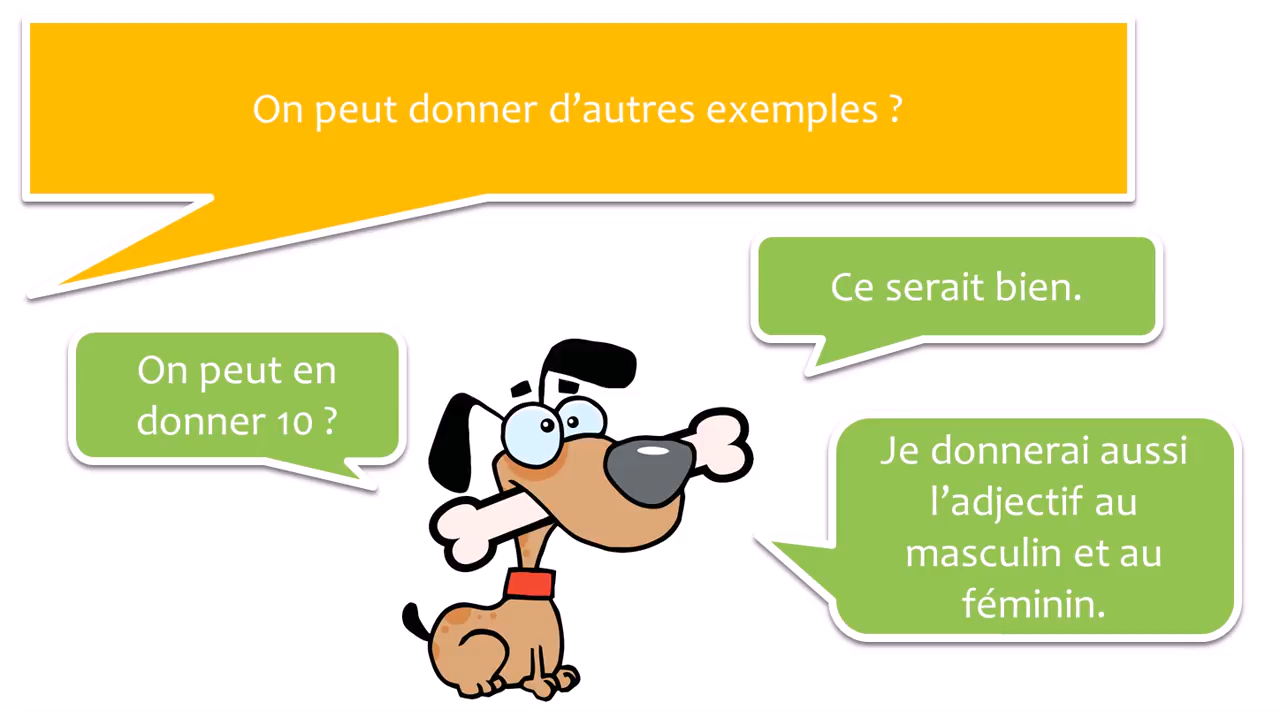 On peut donner d’autres exemples ?
Ce serait bien.
On peut en
donner 10 ?
Je donnerai aussi
l’adjectif au
masculin et au
féminin.